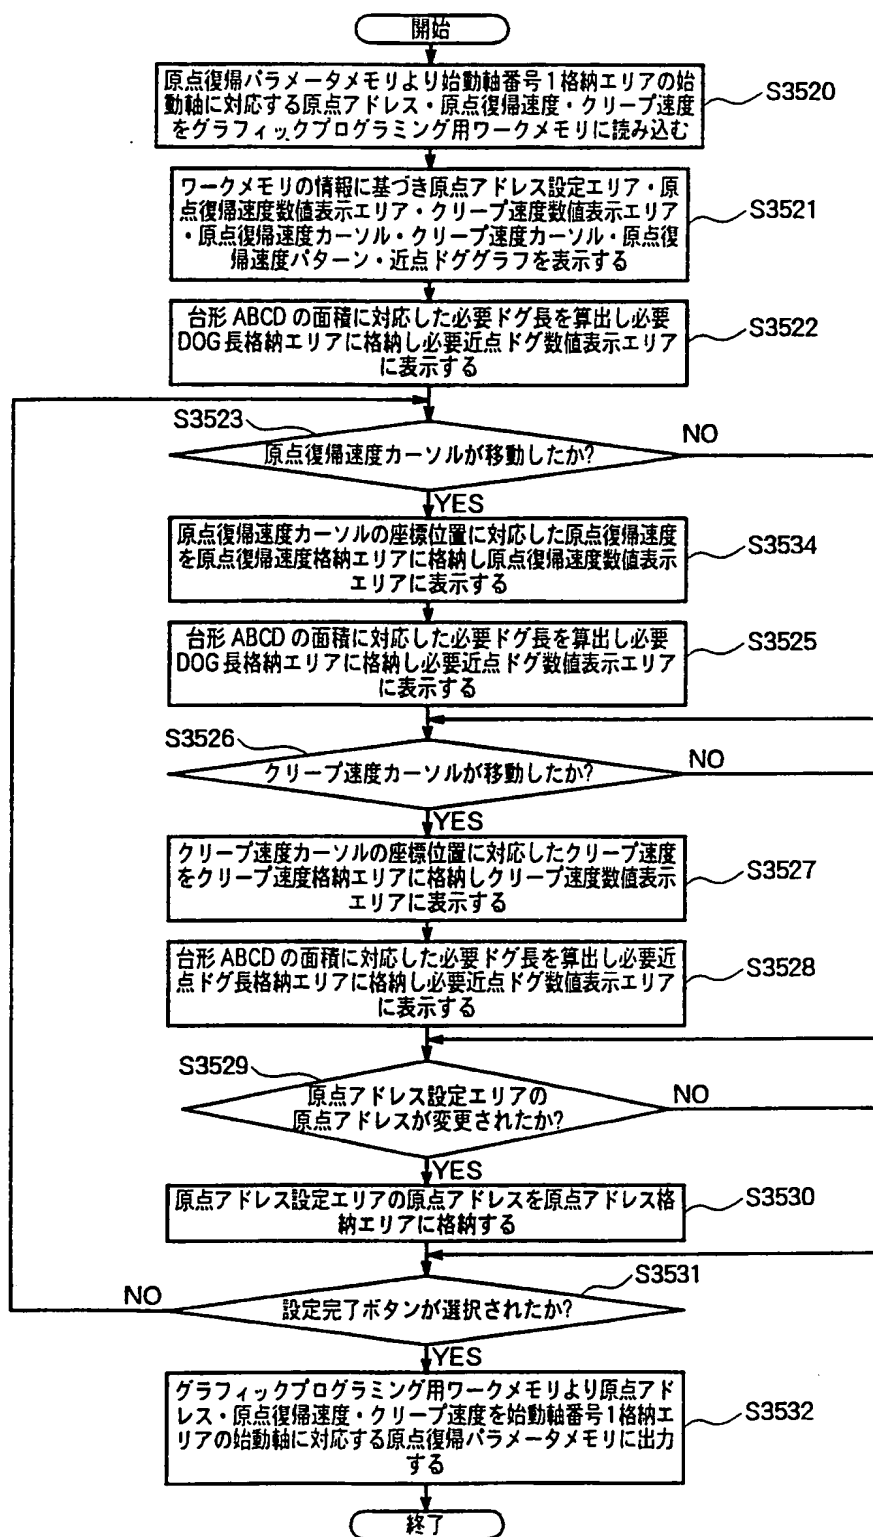 開始
原点復帰パラメータメモリより始動軸番号1格納エリアの始
動軸に対応する原点アドレス・原点復帰速度・クリープ速度
をグラフィックプログラミング用ワークメモリに読み込む
S3520
ワークメモリの情報に基づき原点アドレス設定エリア・原
点復帰速度数値表示エリア・クリープ速度数値表示エリア
・原点復帰速度カーソル・クリープ速度カーソル・原点復
帰速度パターン・近点ドググラフを表示する
S3521
台形ABCDの面積に対応した必要ドグ長を算出し必要
DOG長格納エリアに格納し必要近点ドグ数値表示エリア
に表示する
S3522
S3523
原点復帰速度カーソルが移動したか?
NO
YES
原点復帰速度カーソルの座標位置に対応した原点復帰速度
を原点復帰速度格納エリアに格納し原点復帰速度数値表示
エリアに表示する
S3534
台形ABCDの面積に対応した必要ドグ長を算出し必要
DOG長格納エリアに格納し必要近点ドグ数値表示エリア
に表示する
S3525
S3526
クリープ速度カーソルが移動したか?
NO
YES
クリープ速度カーソルの座標位置に対応したクリープ速度
をクリープ速度格納エリアに格納しクリープ速度数値表示
エリアに表示する
S3527
台形ABCDの面積に対応した必要ドグ長を算出し必要近
点ドグ長格納エリアに格納し必要近点ドグ数値表示エリア
に表示する
S3528
S3529
原点アドレス設定エリアの
原点アドレスが変更されたか?
NO
YES
原点アドレス設定エリアの原点アドレスを原点アドレス格
納エリアに格納する
S3530
S3531
NO
設定完了ボタンが選択されたか?
YES
グラフィックプログラミング用ワークメモリより原点アド
レス・原点復帰速度・クリープ速度を始動軸番号1格納エ
リアの始動軸に対応する原点復帰パラメータメモリに出力
する
S3532
終了